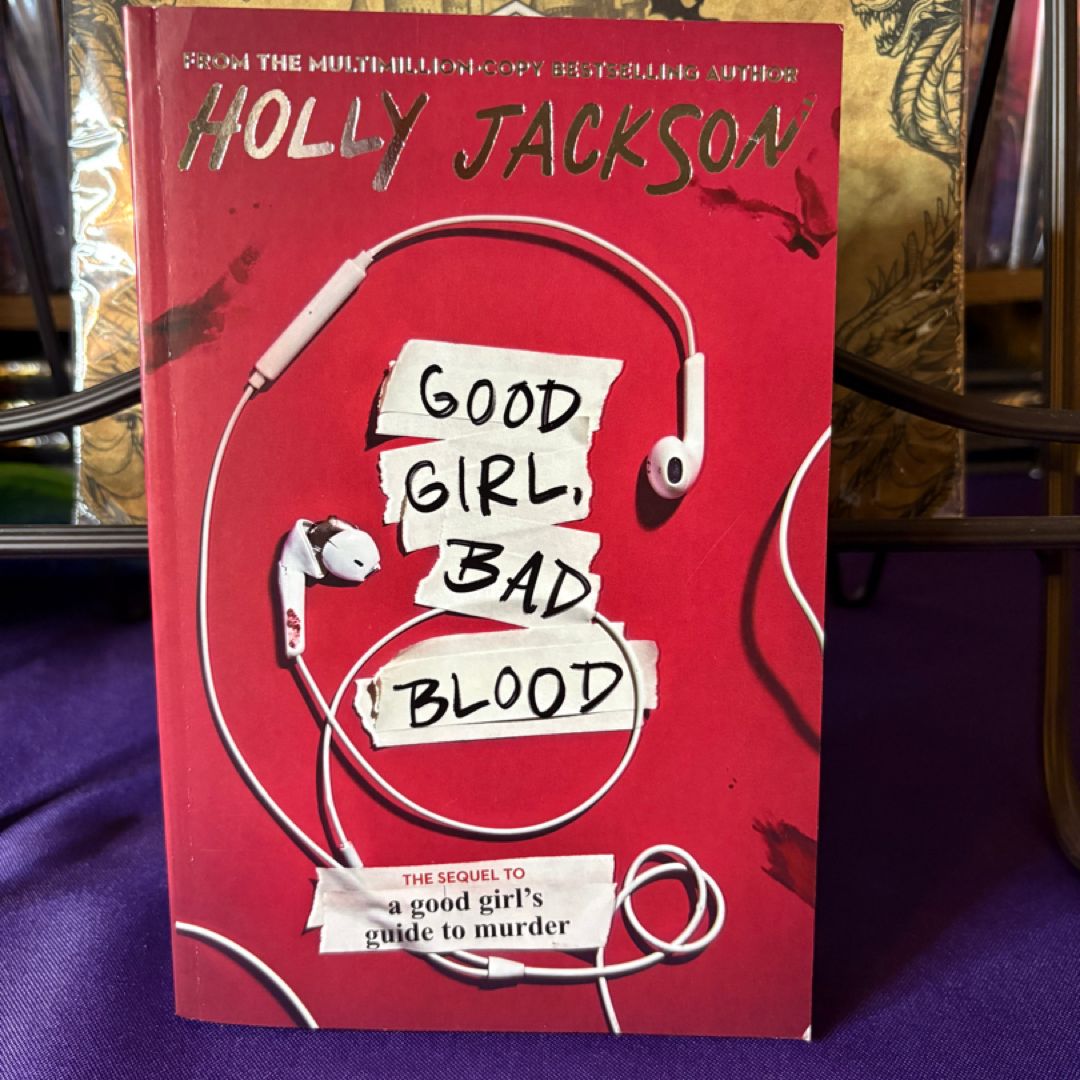 FROM THE MULTIMILLION-COPY BESTSELLING AUTHOR
HOLLY JACKSON
GOOD
GIRL,
BAD
BLOOD
THE SEQUEL TO
a good girl's
guide to murder